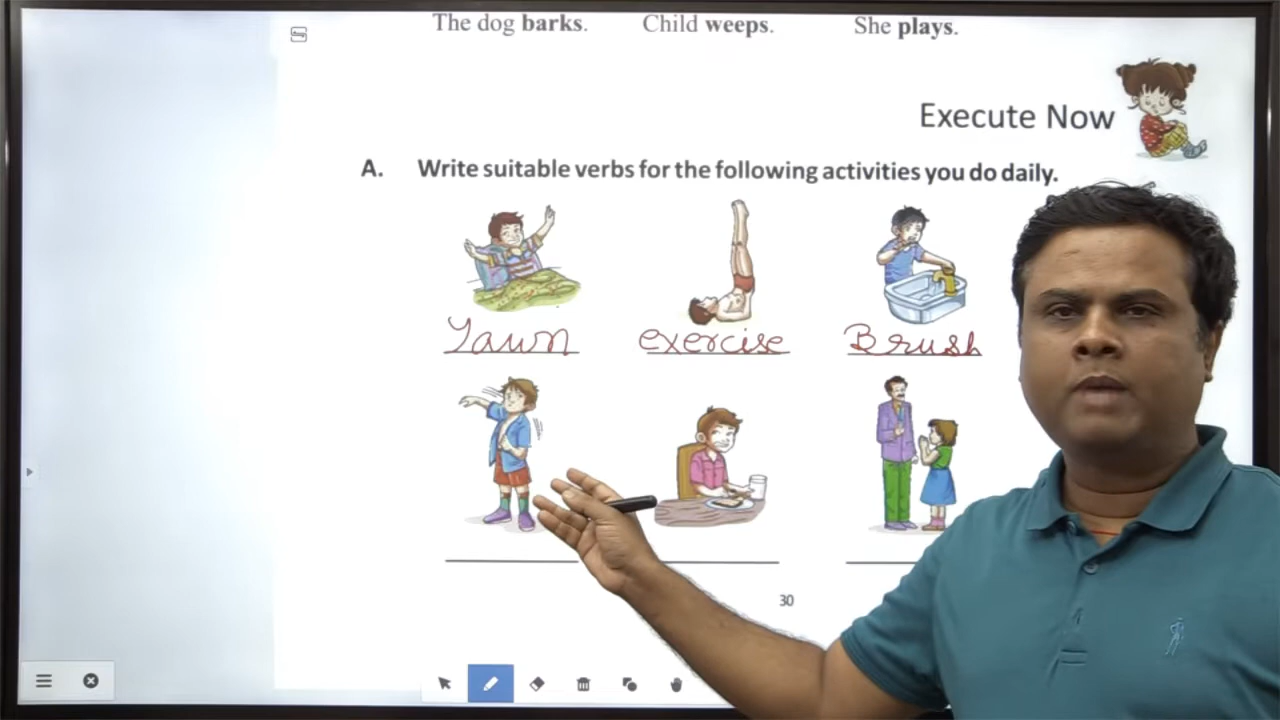 The dog barks. Child weeps. She plays.
Execute Now
A. Write suitable verbs for the following activities you do daily.
Yawn exercise Brush
30